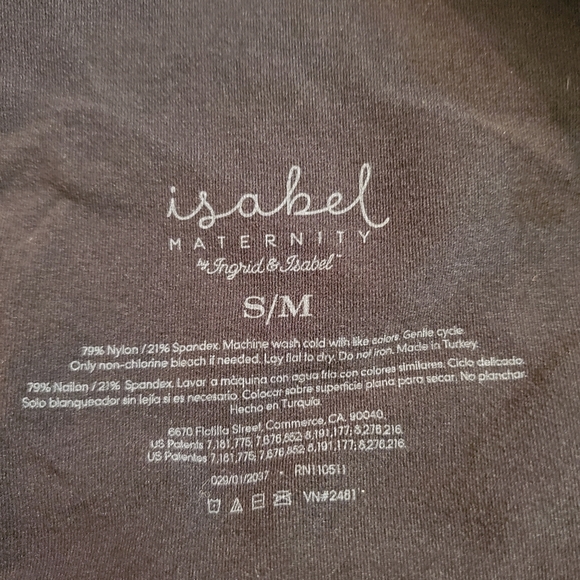 isabel
MATERNITY
by Ingrid & Isabel™
S/M
79% Nylon / 21% Spandex. Machine wash cold with like colors. Gentle cycle.
Only non-chlorine bleach if needed. Lay flat to dry. Do not iron. Made in Turkey.
79% Nailon / 21% Spandex. Lavar a máquina con agua fría con colores similares. Ciclo delicado.
Solo blanqueador sin lejía si es necesario. Colocar sobre superficie plana para secar. No planchar.
Hecho en Turquía.
6670 Flotilla Street, Commerce, CA. 90040.
US Patents 7,181,775; 7,676,852; 8,191,177; 8,276,216.
US Patentes 7,181,775; 7,676,852; 8,191,177; 8,276,216.
029/01/2037 • RN110511
VN#2461